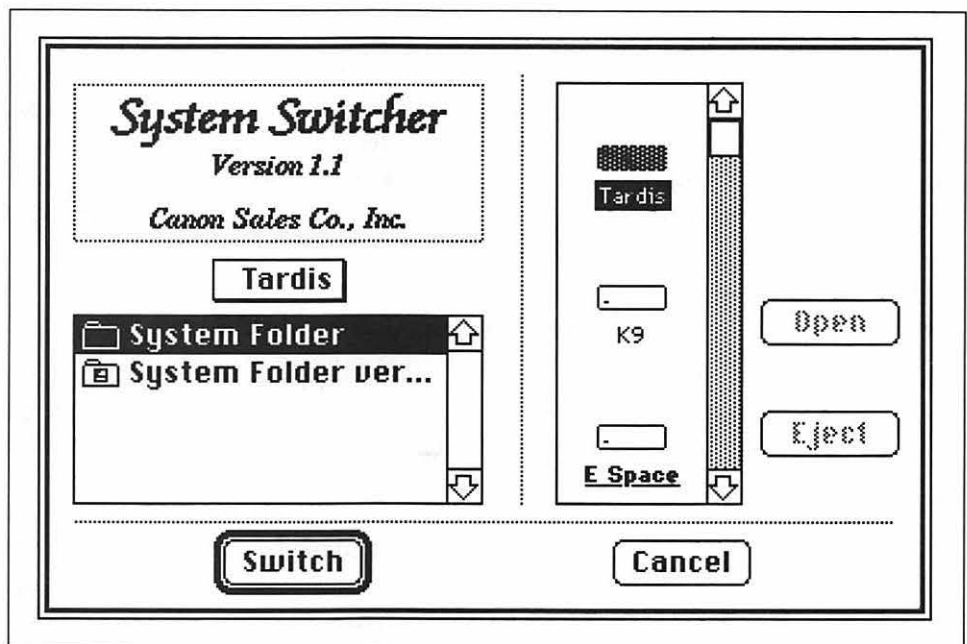 System Switcher
Version 1.1
Canon Sales Co., Inc.
Tardis
System Folder
System Folder ver...
Tardis
K9
E Space
Open
Eject
Switch
Cancel